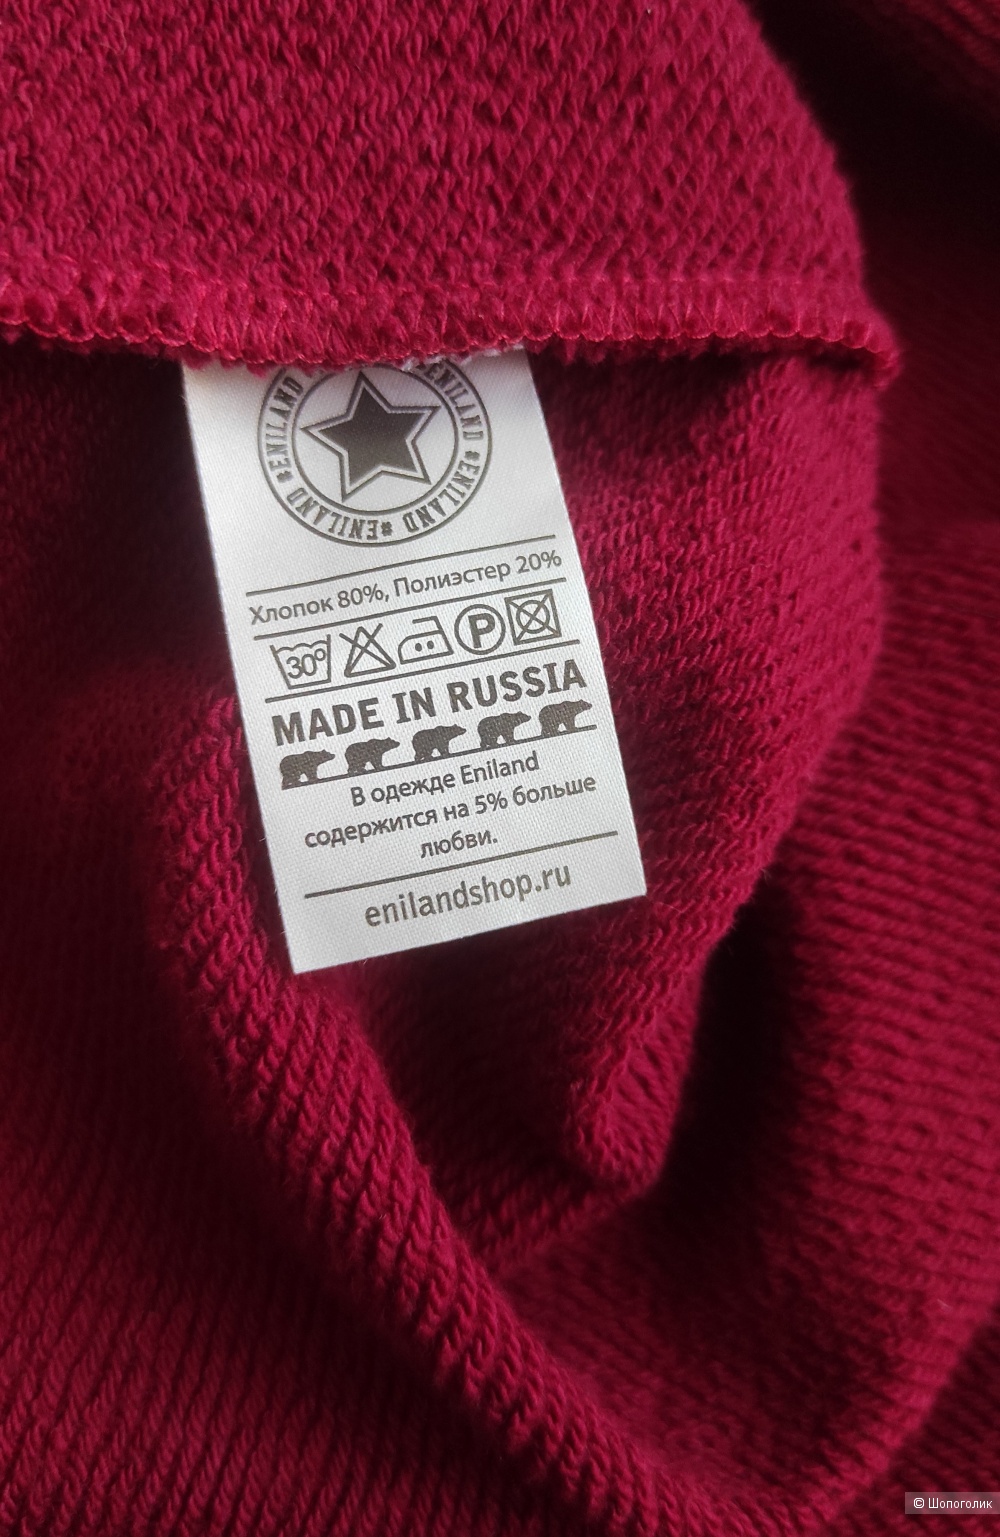 #ENILAND #ENILAND #ENILAND #ENILAND
Хлопок 80%, Полиэстер 20%
30° P
MADE IN RUSSIA
В одежде Eniland
содержится на 5% больше
любви.
enilandshop.ru
© Шопоголик